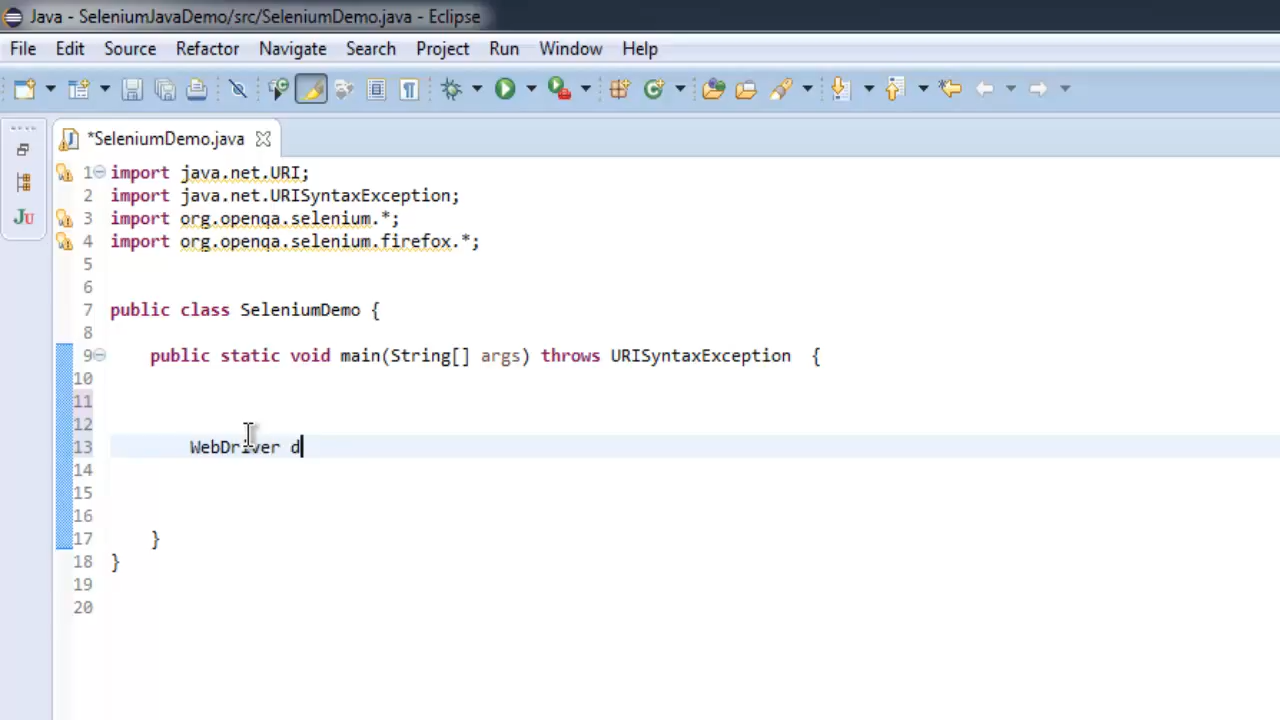 Java - SeleniumJavaDemo/src/SeleniumDemo.java - Eclipse
File Edit Source Refactor Navigate Search Project Run Window Help
*SeleniumDemo.java
1 import java.net.URI;
2 import java.net.URISyntaxException;
3 import org.openqa.selenium.*;
4 import org.openqa.selenium.firefox.*;
5
6
7 public class SeleniumDemo {
8
9 public static void main(String[] args) throws URISyntaxException {
10
11
12
13 WebDriver d
14
15
16
17 }
18 }
19
20
JU